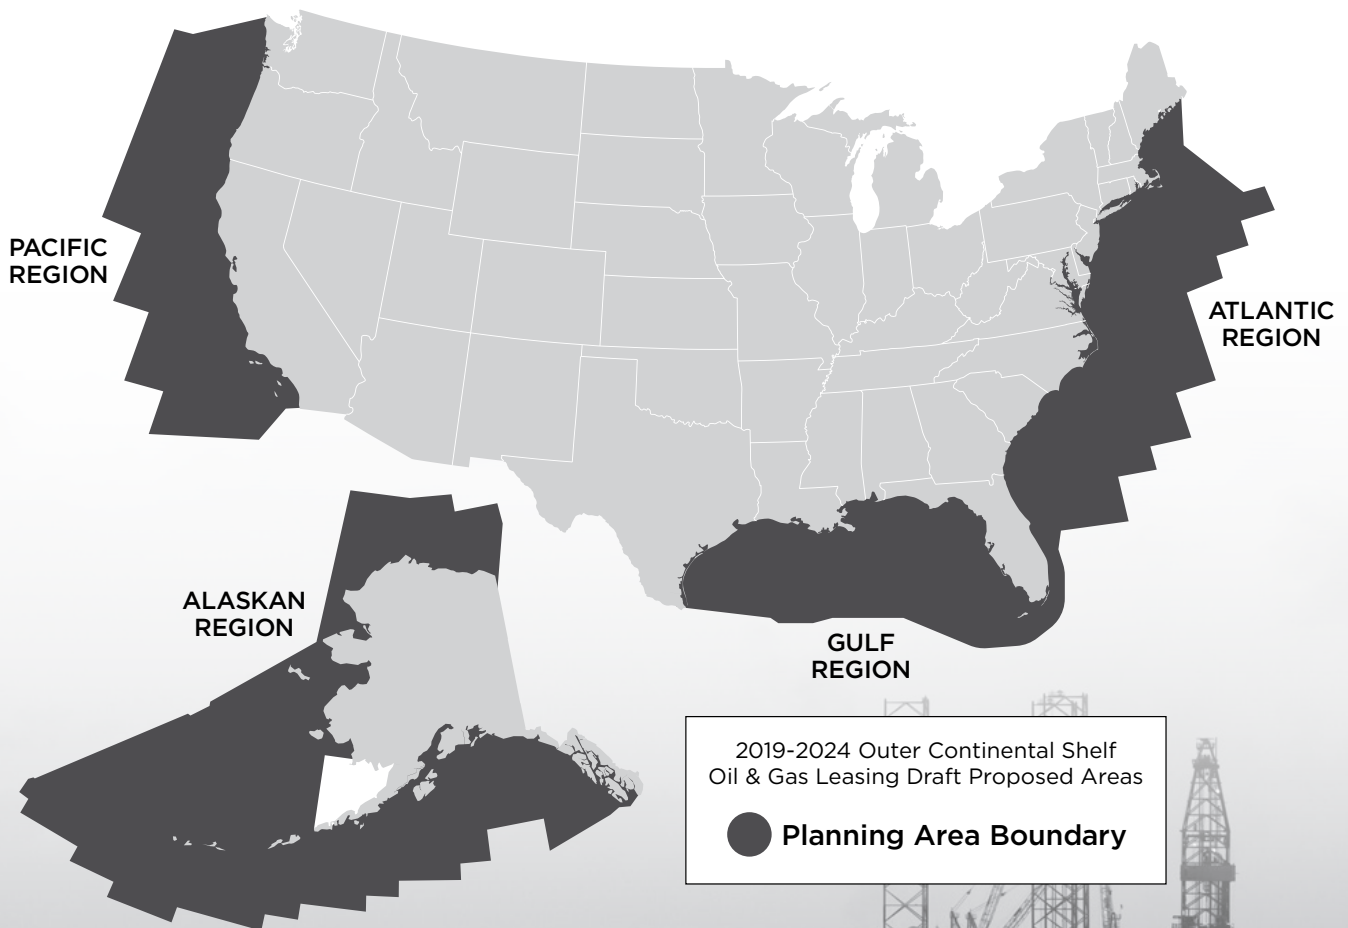 PACIFIC
REGION
ATLANTIC
REGION
ALASKAN
REGION
GULF
REGION
2019-2024 Outer Continental Shelf
Oil & Gas Leasing Draft Proposed Areas
Planning Area Boundary